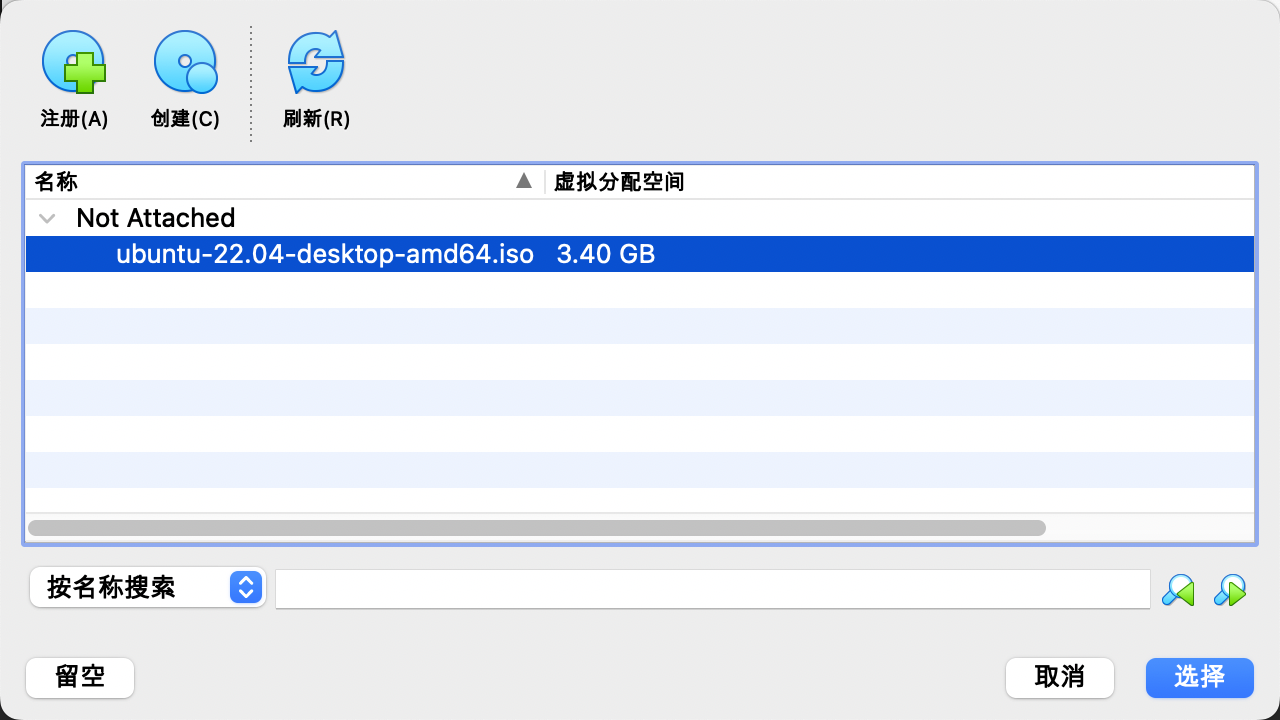 注册(A) 创建(C) 刷新(R)
名称 虚拟分配空间
Not Attached
ubuntu-22.04-desktop-amd64.iso 3.40 GB
按名称搜索
留空 取消 选择